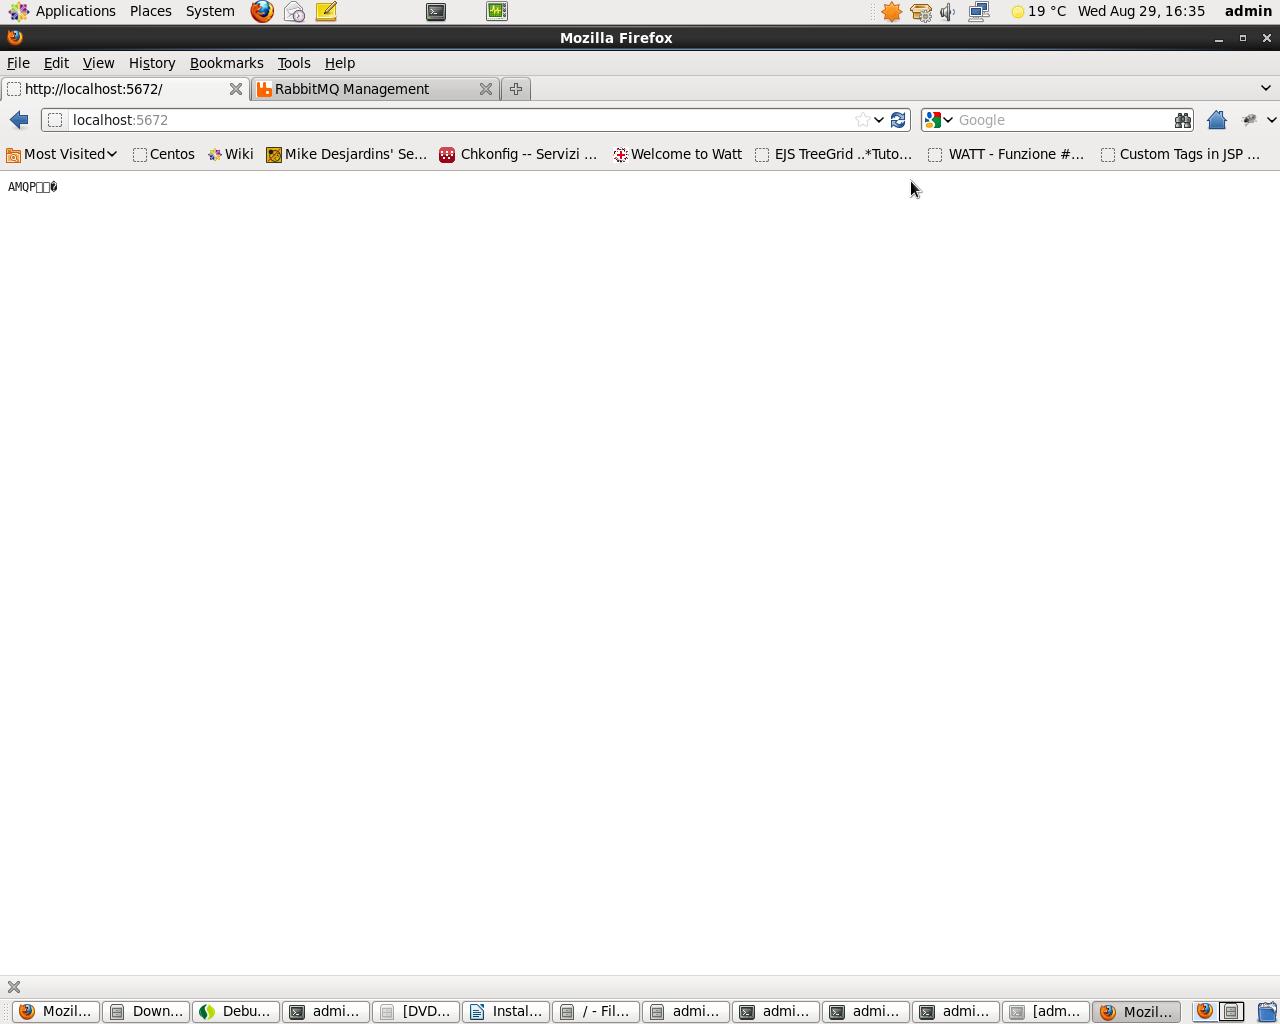 Applications Places System 19 °C Wed Aug 29, 16:35 admin
Mozilla Firefox
File Edit View History Bookmarks Tools Help
http://localhost:5672/ RabbitMQ Management
localhost:5672 Google
Most Visited Centos Wiki Mike Desjardins' Se... Chkonfig -- Servizi ... Welcome to Watt EJS TreeGrid ..*Tuto... WATT - Funzione #... Custom Tags in JSP ...
AMQP□□�
Mozil... Down... Debu... admi... [DVD... Instal... / - Fil... admi... admi... admi... admi... [adm... Mozil...